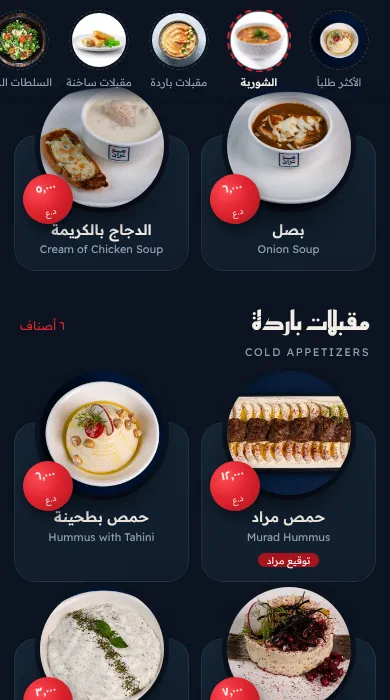 الأكثر طلباً
الشوربة
مقبلات باردة
مقبلات ساخنة
السلطات
٦,٠٠٠
د.ع
بصل
Onion Soup
٥,٠٠٠
د.ع
الدجاج بالكريمة
Cream of Chicken Soup
مقبلات باردة
٦ أصناف
COLD APPETIZERS
١٢,٠٠٠
د.ع
حمص مراد
Murad Hummus
توقيع مراد
٦,٠٠٠
د.ع
حمص بطحينة
Hummus with Tahini
٧,٠٠٠
٣,٠٠٠